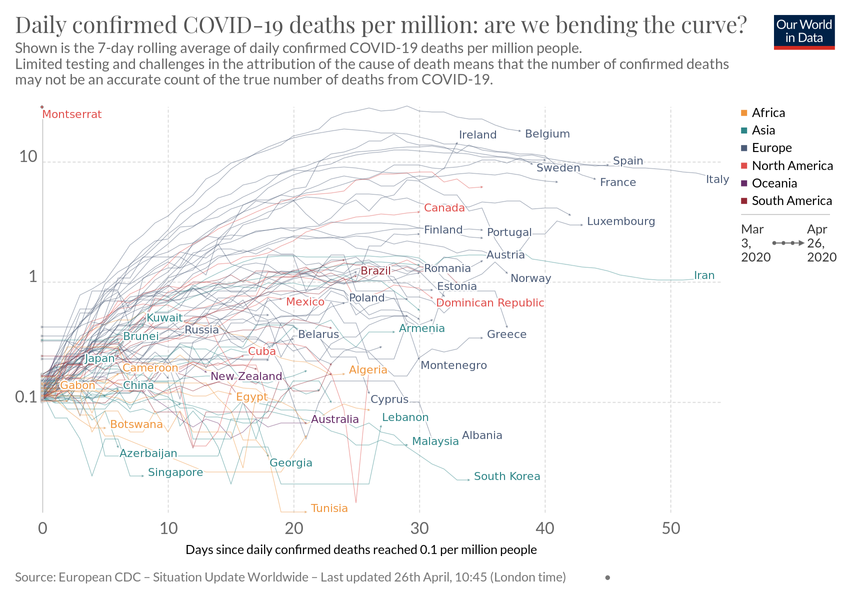 Daily confirmed COVID-19 deaths per million: are we bending the curve?
Our World
in Data
Shown is the 7-day rolling average of daily confirmed COVID-19 deaths per million people.
Limited testing and challenges in the attribution of the cause of death means that the number of confirmed deaths
may not be an accurate count of the true number of deaths from COVID-19.
Montserrat
Africa
Asia
Europe
North America
Oceania
South America
Mar
3,
2020
Apr
26,
2020
10
1
0.1
Ireland
Belgium
Spain
Sweden
Italy
France
Canada
Luxembourg
Finland
Portugal
Austria
Brazil
Romania
Norway
Iran
Estonia
Mexico
Poland
Dominican Republic
Kuwait
Brunei
Russia
Belarus
Armenia
Greece
Japan
Cuba
Cameroon
Algeria
Montenegro
New Zealand
Gabon
China
Egypt
Cyprus
Botswana
Australia
Lebanon
Albania
Malaysia
Azerbaijan
Georgia
Singapore
South Korea
Tunisia
0
10
20
30
40
50
Days since daily confirmed deaths reached 0.1 per million people
Source: European CDC – Situation Update Worldwide – Last updated 26th April, 10:45 (London time)